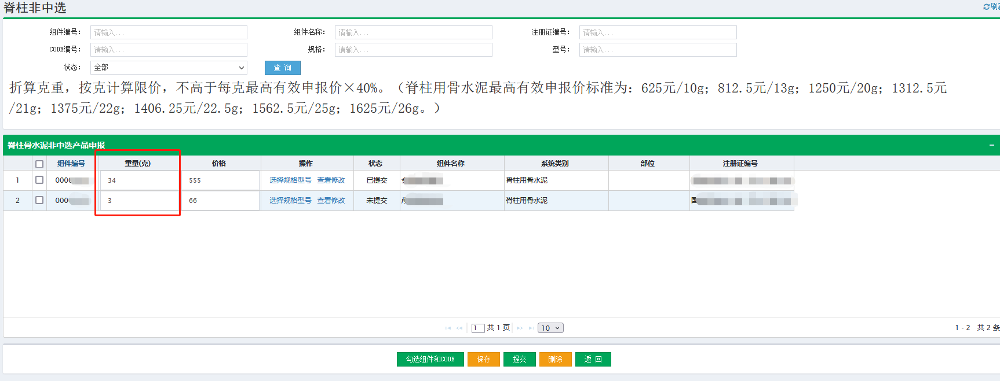 脊柱非中选
刷新
组件编号： 请输入... 组件名称： 请输入... 注册证编号： 请输入...
CODE编号： 请输入... 规格： 请输入... 型号： 请输入...
状态： 全部 查 询
折算克重，按克计算限价，不高于每克最高有效申报价×40%。（脊柱用骨水泥最高有效申报价标准为：625元/10g；812.5元/13g；1250元/20g；1312.5元
/21g；1375元/22g；1406.25元/22.5g；1562.5元/25g；1625元/26g。）
脊柱骨水泥非中选产品申报
组件编号 重量(克) 价格 操作 状态 组件名称 系统类别 部位 注册证编号
1 000 34 555 选择规格型号 查看修改 已提交 脊柱用骨水泥
2 000 3 66 选择规格型号 查看修改 未提交 脊柱用骨水泥 国
1 共 1 页 10 1 - 2 共 2 条
勾选组件和CODE 保存 提交 删除 返 回